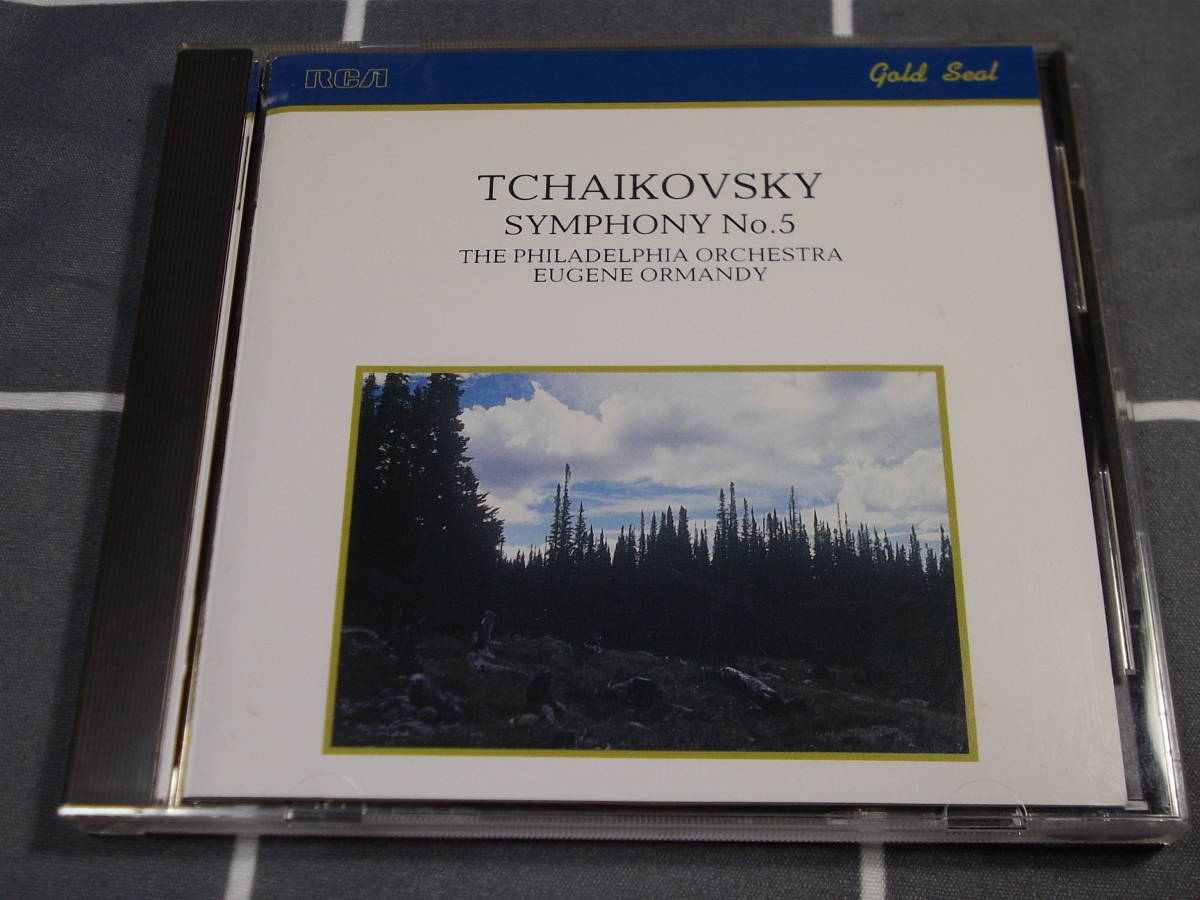 RCA Gold Seal
TCHAIKOVSKY
SYMPHONY No.5
THE PHILADELPHIA ORCHESTRA
EUGENE ORMANDY